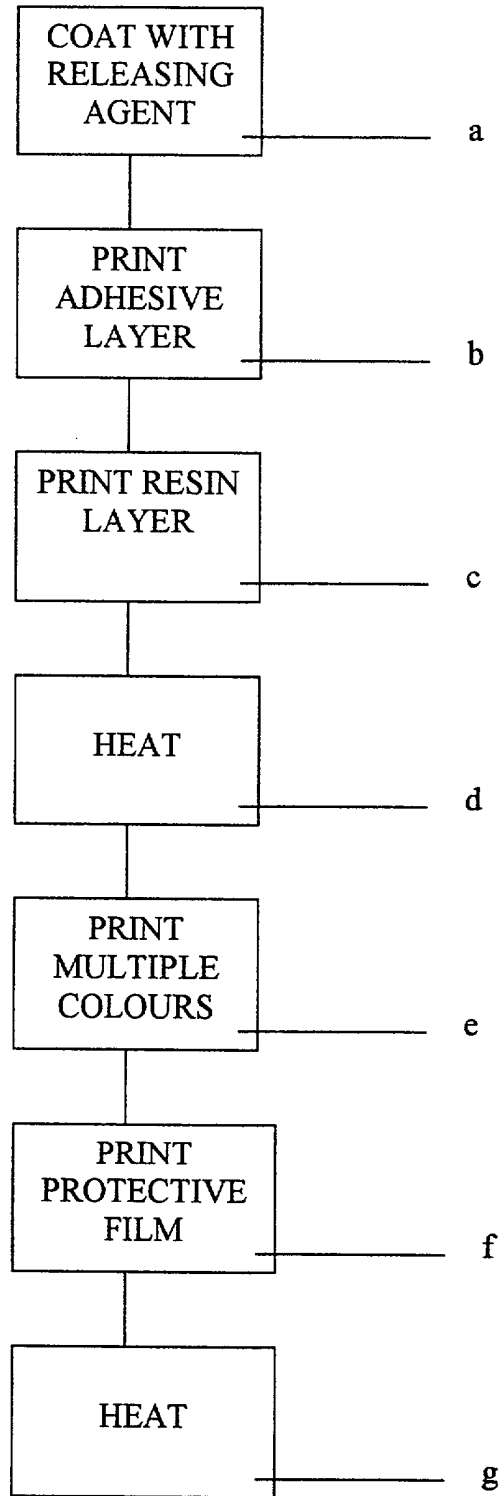 COAT WITH
RELEASING
AGENT
a
PRINT
ADHESIVE
LAYER
b
PRINT RESIN
LAYER
c
HEAT
d
PRINT
MULTIPLE
COLOURS
e
PRINT
PROTECTIVE
FILM
f
HEAT
g